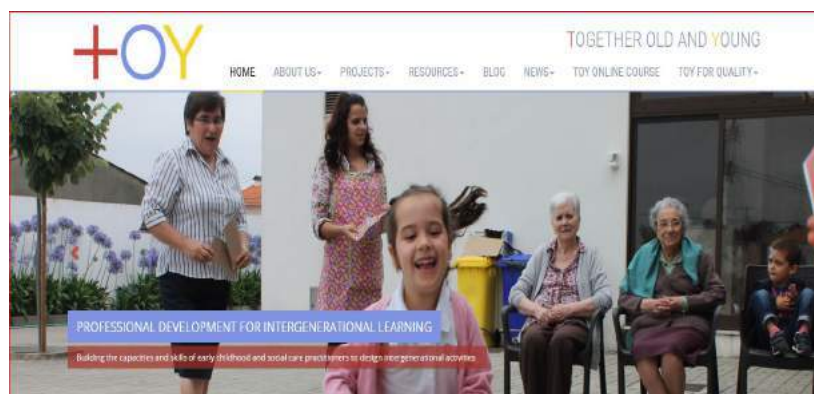 +OY
TOGETHER OLD AND YOUNG
HOME ABOUT US PROJECTS RESOURCES BLOG NEWS TOY ONLINE COURSE TOY FOR QUALITY
PROFESSIONAL DEVELOPMENT FOR INTERGENERATIONAL LEARNING
Building the capacities and skills of early childhood and social care practitioners to design intergenerational activities